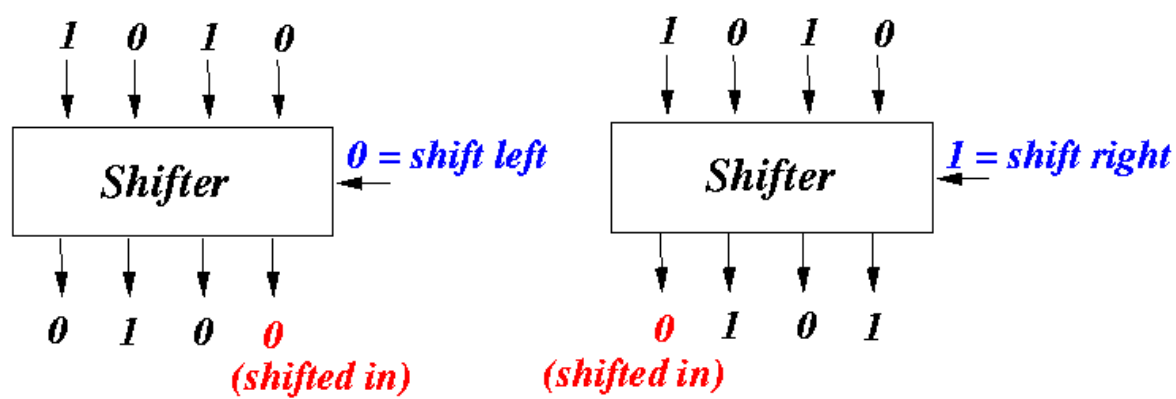 1 0 1 0
Shifter
0 = shift left
0 1 0 0
(shifted in)
1 0 1 0
Shifter
1 = shift right
0 1 0 1
(shifted in)